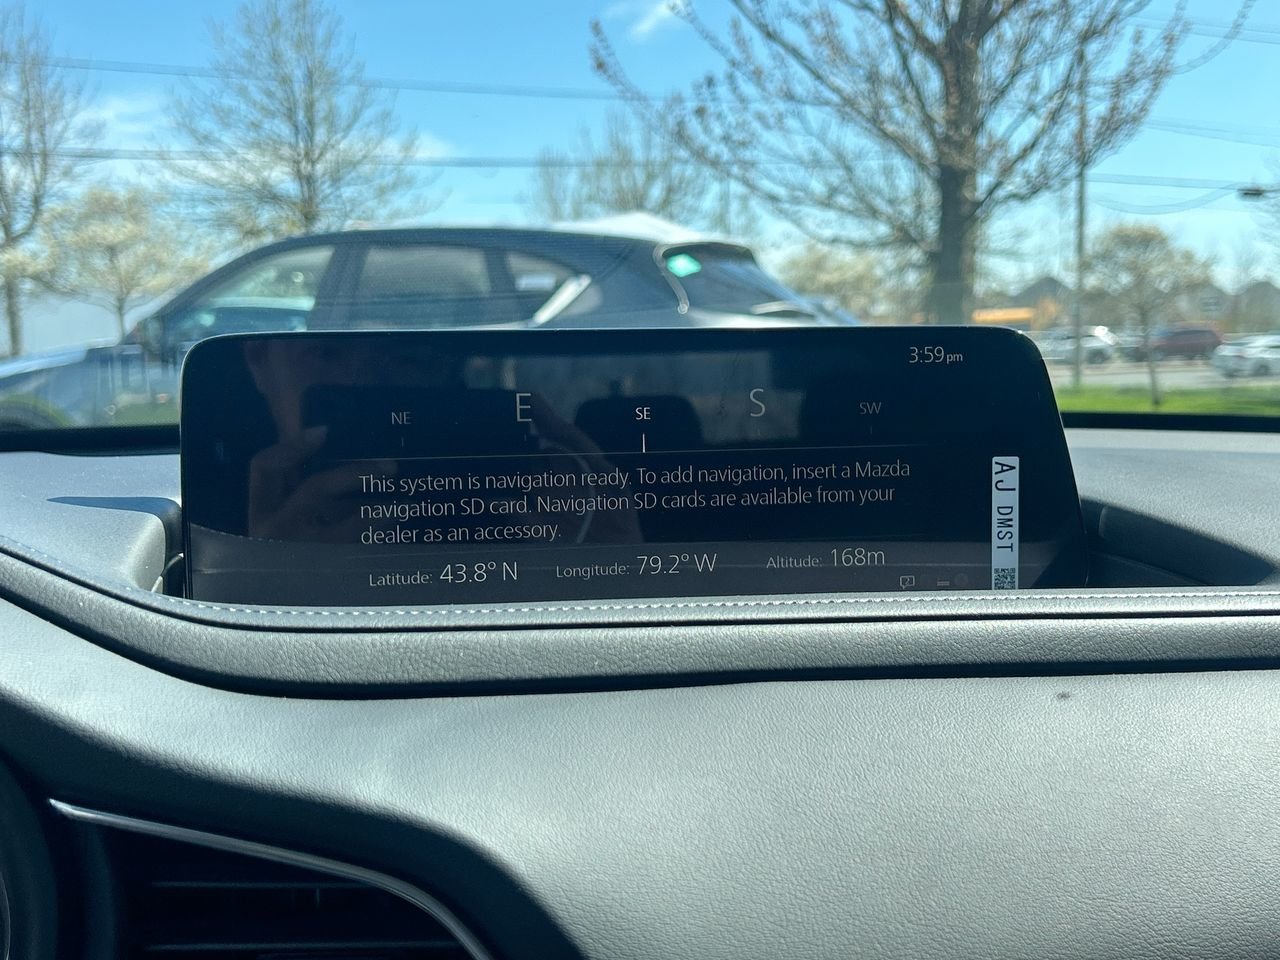 3:59pm
NE E SE S SW
This system is navigation ready. To add navigation, insert a Mazda
navigation SD card. Navigation SD cards are available from your
dealer as an accessory.
Latitude: 43.8° N Longitude: 79.2° W Altitude: 168m
AJ DMST